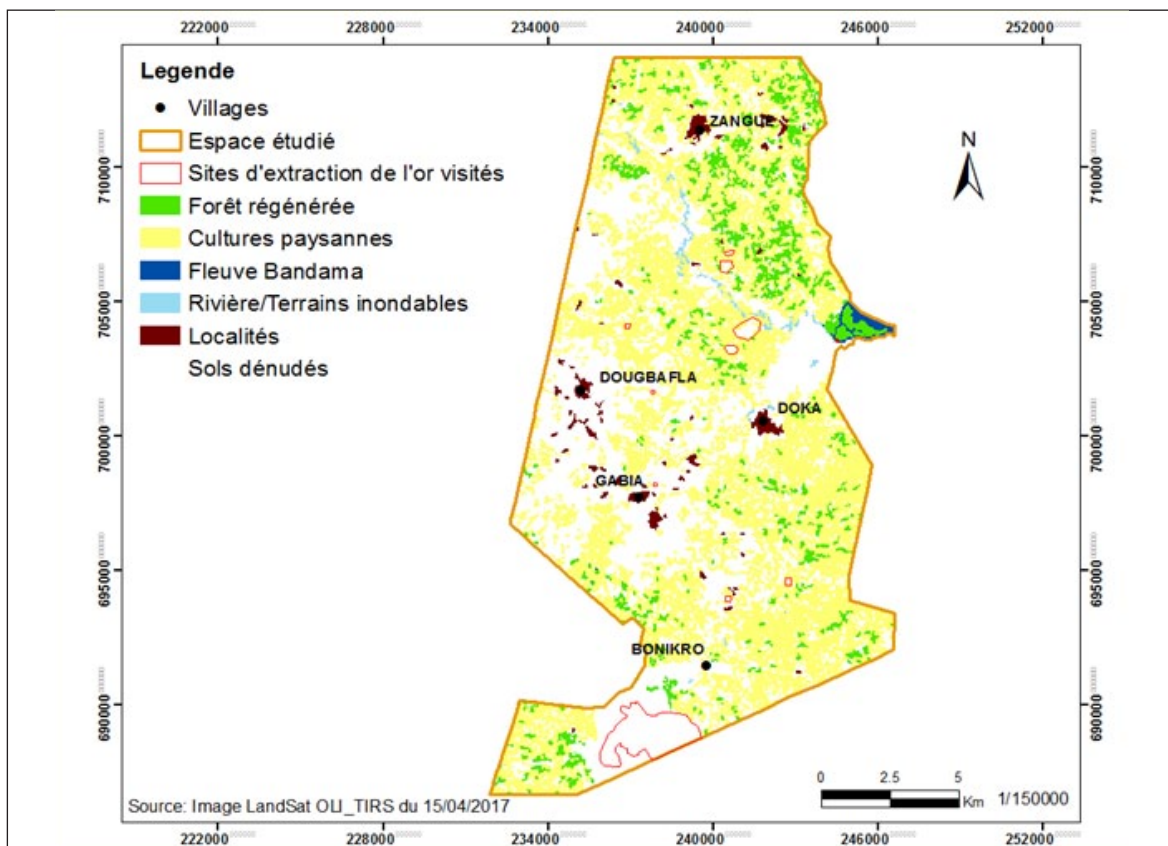 222000 228000 234000 240000 246000 252000
Legende
Villages
Espace étudié
Sites d'extraction de l'or visités
Forêt régénérée
Cultures paysannes
Fleuve Bandama
Rivière/Terrains inondables
Localités
Sols dénudés
710000
705000
700000
695000
690000
ZANGUE
N
710000
705000
700000
695000
690000
DOUGBAFLA
DOKA
GABIA
BONIKRO
0 2.5 5
Km
1/150000
Source: Image LandSat OLI_TIRS du 15/04/2017
222000 228000 234000 240000 246000 252000